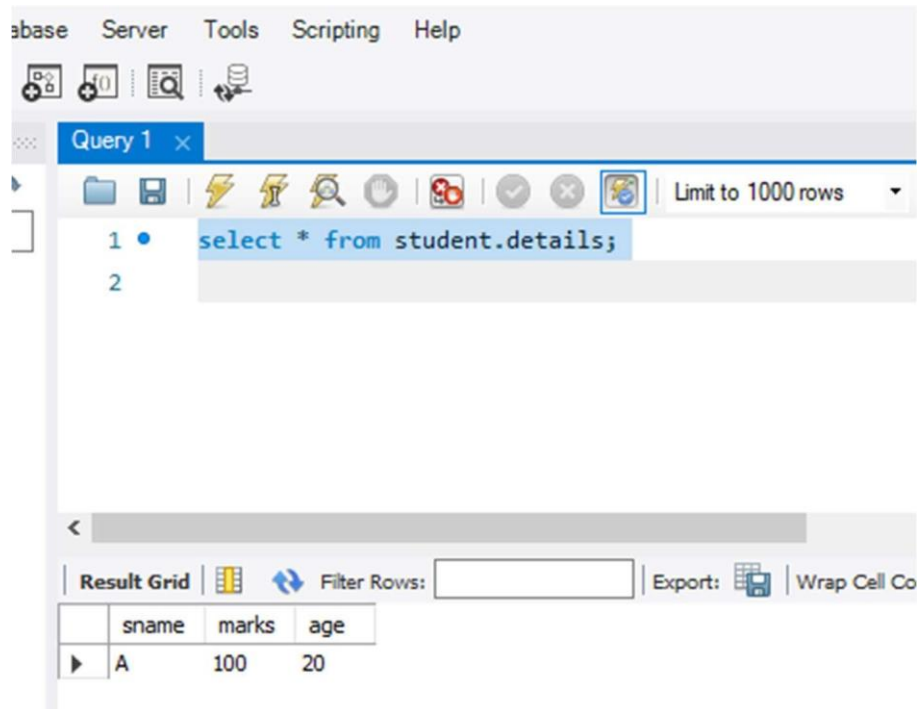 abase Server Tools Scripting Help
Query 1
Limit to 1000 rows
1 select * from student.details;
2
Result Grid Filter Rows: Export: Wrap Cell Co
sname marks age
A 100 20